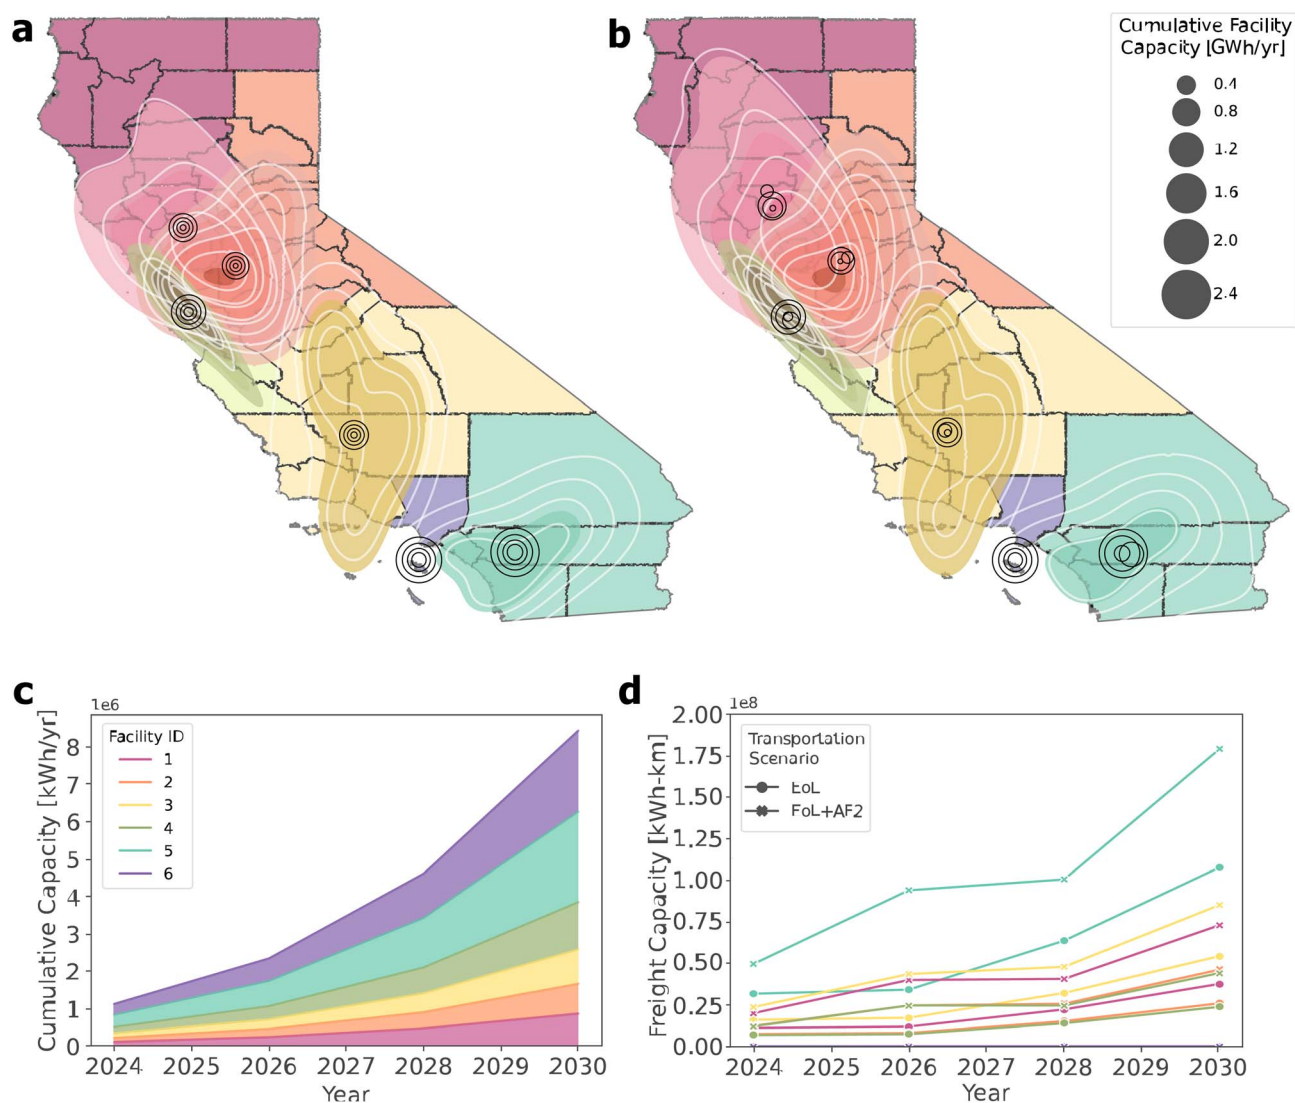 a
b
Cumulative Facility
Capacity [GWh/yr]
0.4
0.8
1.2
1.6
2.0
2.4
c
1e6
Cumulative Capacity [kWh/yr]
8
7
6
5
4
3
2
1
0
Facility ID
1
2
3
4
5
6
2024 2025 2026 2027 2028 2029 2030
Year
d
1e8
Freight Capacity [kWh-km]
2.00
1.75
1.50
1.25
1.00
0.75
0.50
0.25
0.00
Transportation
Scenario
EoL
EoL+AF2
2024 2025 2026 2027 2028 2029 2030
Year